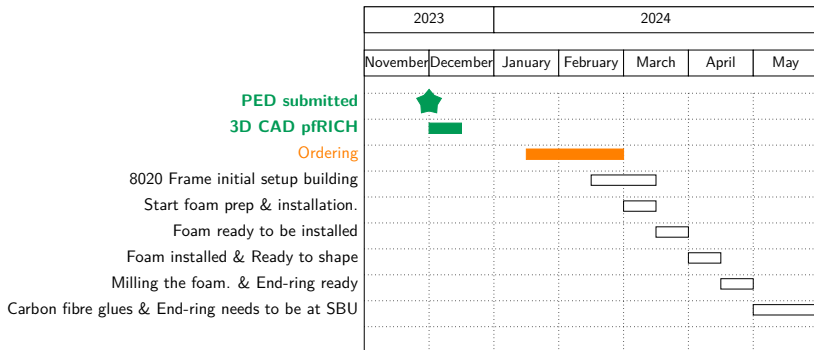 2023 2024
November December January February March April May
PED submitted
3D CAD pfRICH
Ordering
8020 Frame initial setup building
Start foam prep & installation.
Foam ready to be installed
Foam installed & Ready to shape
Milling the foam. & End-ring ready
Carbon fibre glues & End-ring needs to be at SBU